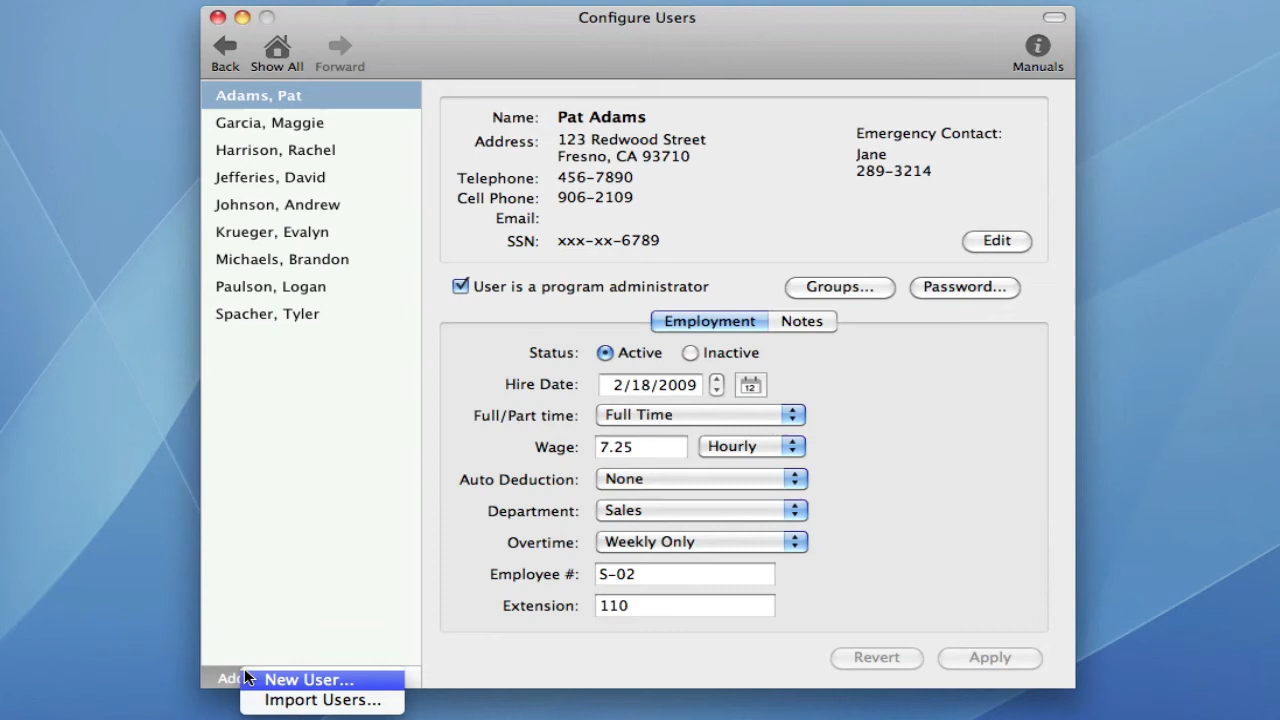 Configure Users
Back Show All Forward Manuals
Adams, Pat
Garcia, Maggie
Harrison, Rachel
Jefferies, David
Johnson, Andrew
Krueger, Evalyn
Michaels, Brandon
Paulson, Logan
Spacher, Tyler
Name: Pat Adams
Address: 123 Redwood Street
Fresno, CA 93710
Telephone: 456-7890
Cell Phone: 906-2109
Email:
SSN: xxx-xx-6789
Emergency Contact:
Jane
289-3214
Edit
User is a program administrator Groups... Password...
Employment Notes
Status: Active Inactive
Hire Date: 2/18/2009 12
Full/Part time: Full Time
Wage: 7.25 Hourly
Auto Deduction: None
Department: Sales
Overtime: Weekly Only
Employee #: S-02
Extension: 110
Revert Apply
New User...
Import Users...